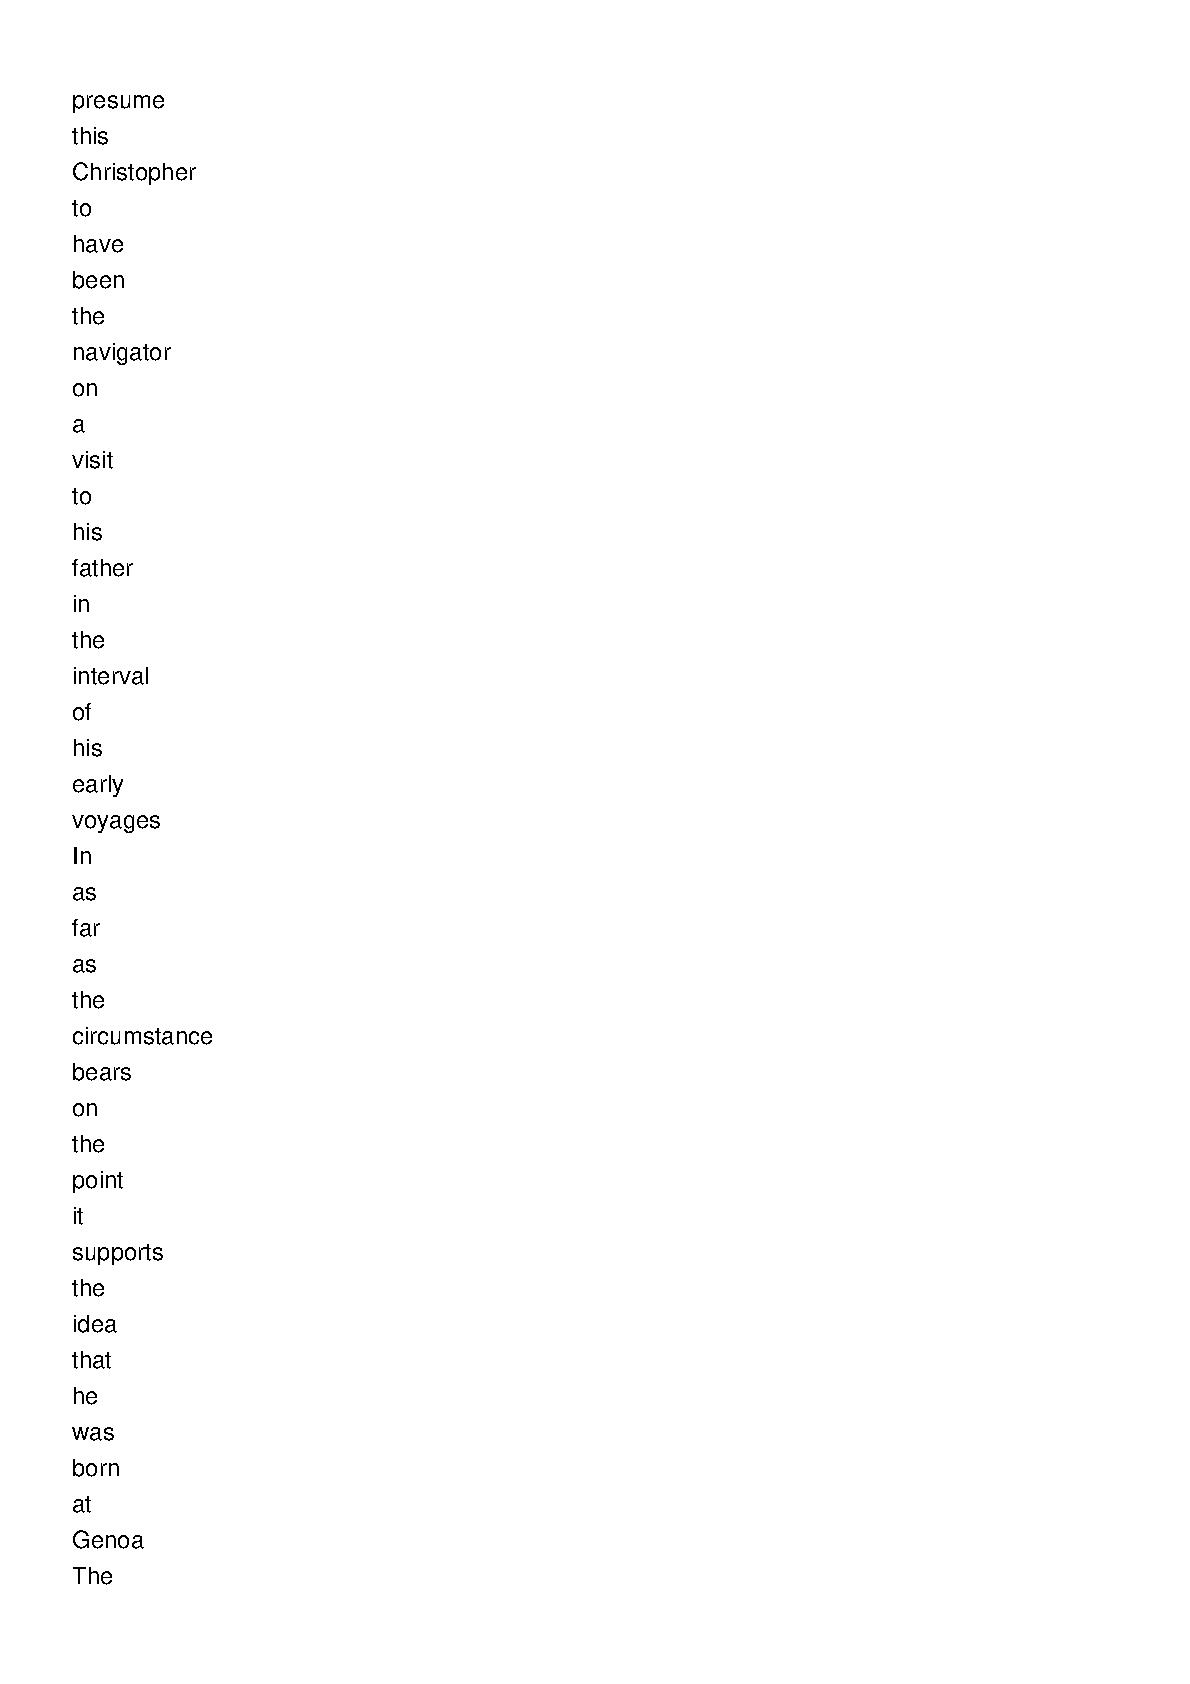 presume
this
Christopher
to
have
been
the
navigator
on
a
visit
to
his
father
in
the
interval
of
his
early
voyages
In
as
far
as
the
circumstance
bears
on
the
point
it
supports
the
idea
that
he
was
born
at
Genoa
The